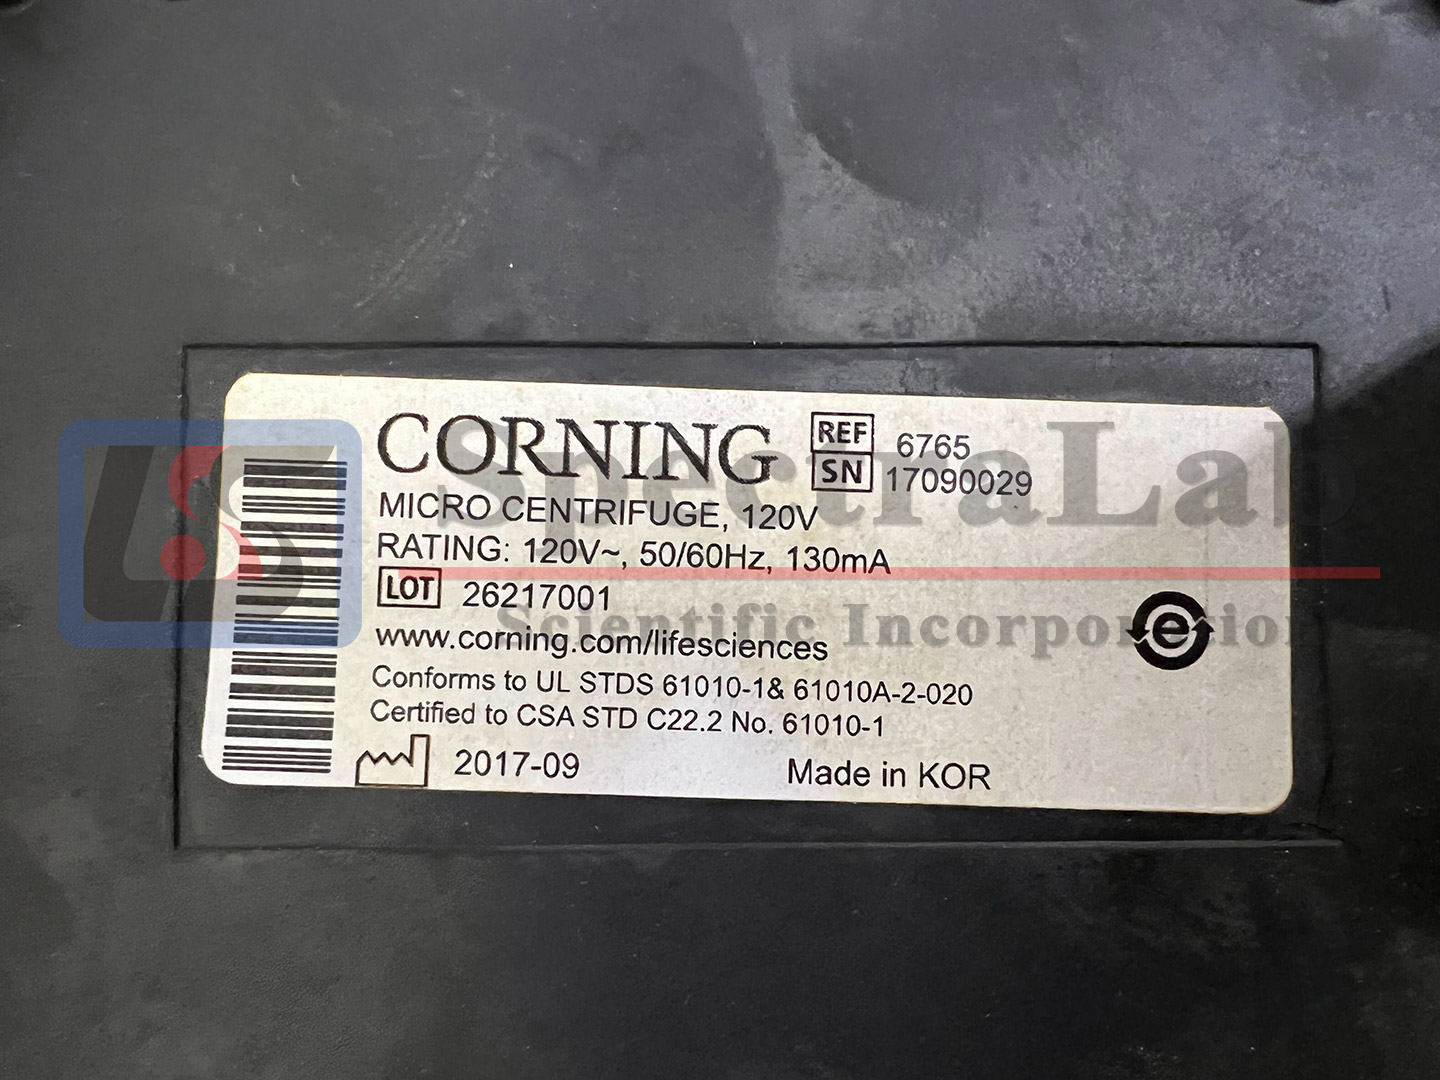 CORNING
REF 6765
SN 17090029
MICRO CENTRIFUGE, 120V
RATING: 120V~, 50/60Hz, 130mA
LOT 26217001
www.corning.com/lifesciences
Conforms to UL STDS 61010-1& 61010A-2-020
Certified to CSA STD C22.2 No. 61010-1
2017-09
Made in KOR
e
SpectraLab
Scientific Incorporation